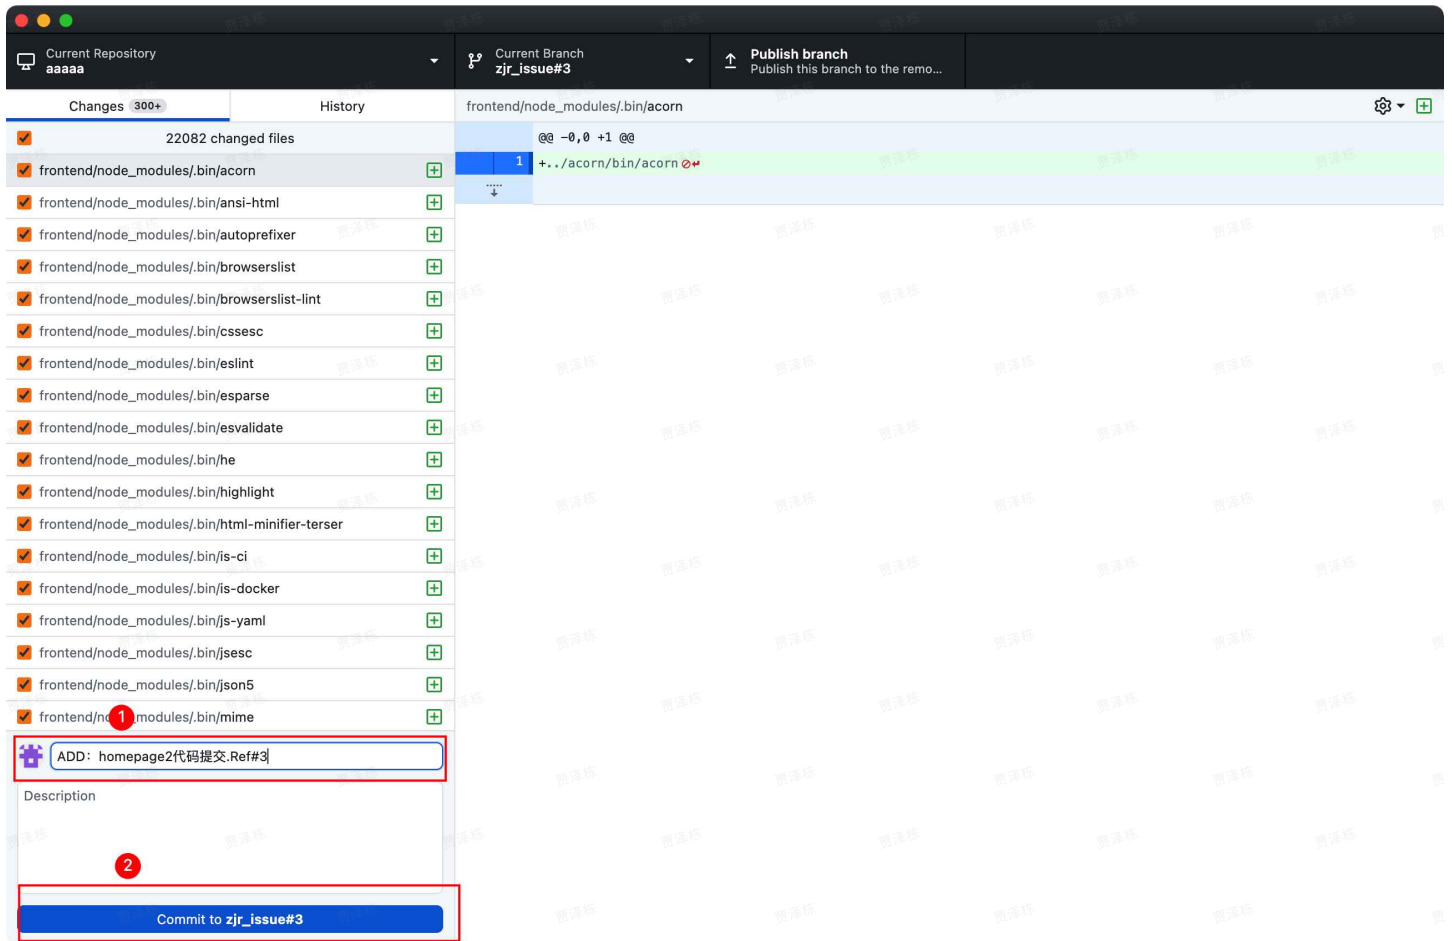 Current Repository
aaaaa
Current Branch
zjr_issue#3
Publish branch
Publish this branch to the remo...
Changes 300+
History
frontend/node_modules/.bin/acorn
22082 changed files
@@ -0,0 +1 @@
1 +../acorn/bin/acorn
frontend/node_modules/.bin/acorn
frontend/node_modules/.bin/ansi-html
frontend/node_modules/.bin/autoprefixer
frontend/node_modules/.bin/browserslist
frontend/node_modules/.bin/browserslist-lint
frontend/node_modules/.bin/cssesc
frontend/node_modules/.bin/eslint
frontend/node_modules/.bin/esparse
frontend/node_modules/.bin/esvalidate
frontend/node_modules/.bin/he
frontend/node_modules/.bin/highlight
frontend/node_modules/.bin/html-minifier-terser
frontend/node_modules/.bin/is-ci
frontend/node_modules/.bin/is-docker
frontend/node_modules/.bin/js-yaml
frontend/node_modules/.bin/jsesc
frontend/node_modules/.bin/json5
frontend/node_modules/.bin/mime
1
ADD：homepage2代码提交.Ref#3
Description
2
Commit to zjr_issue#3
贾泽栋